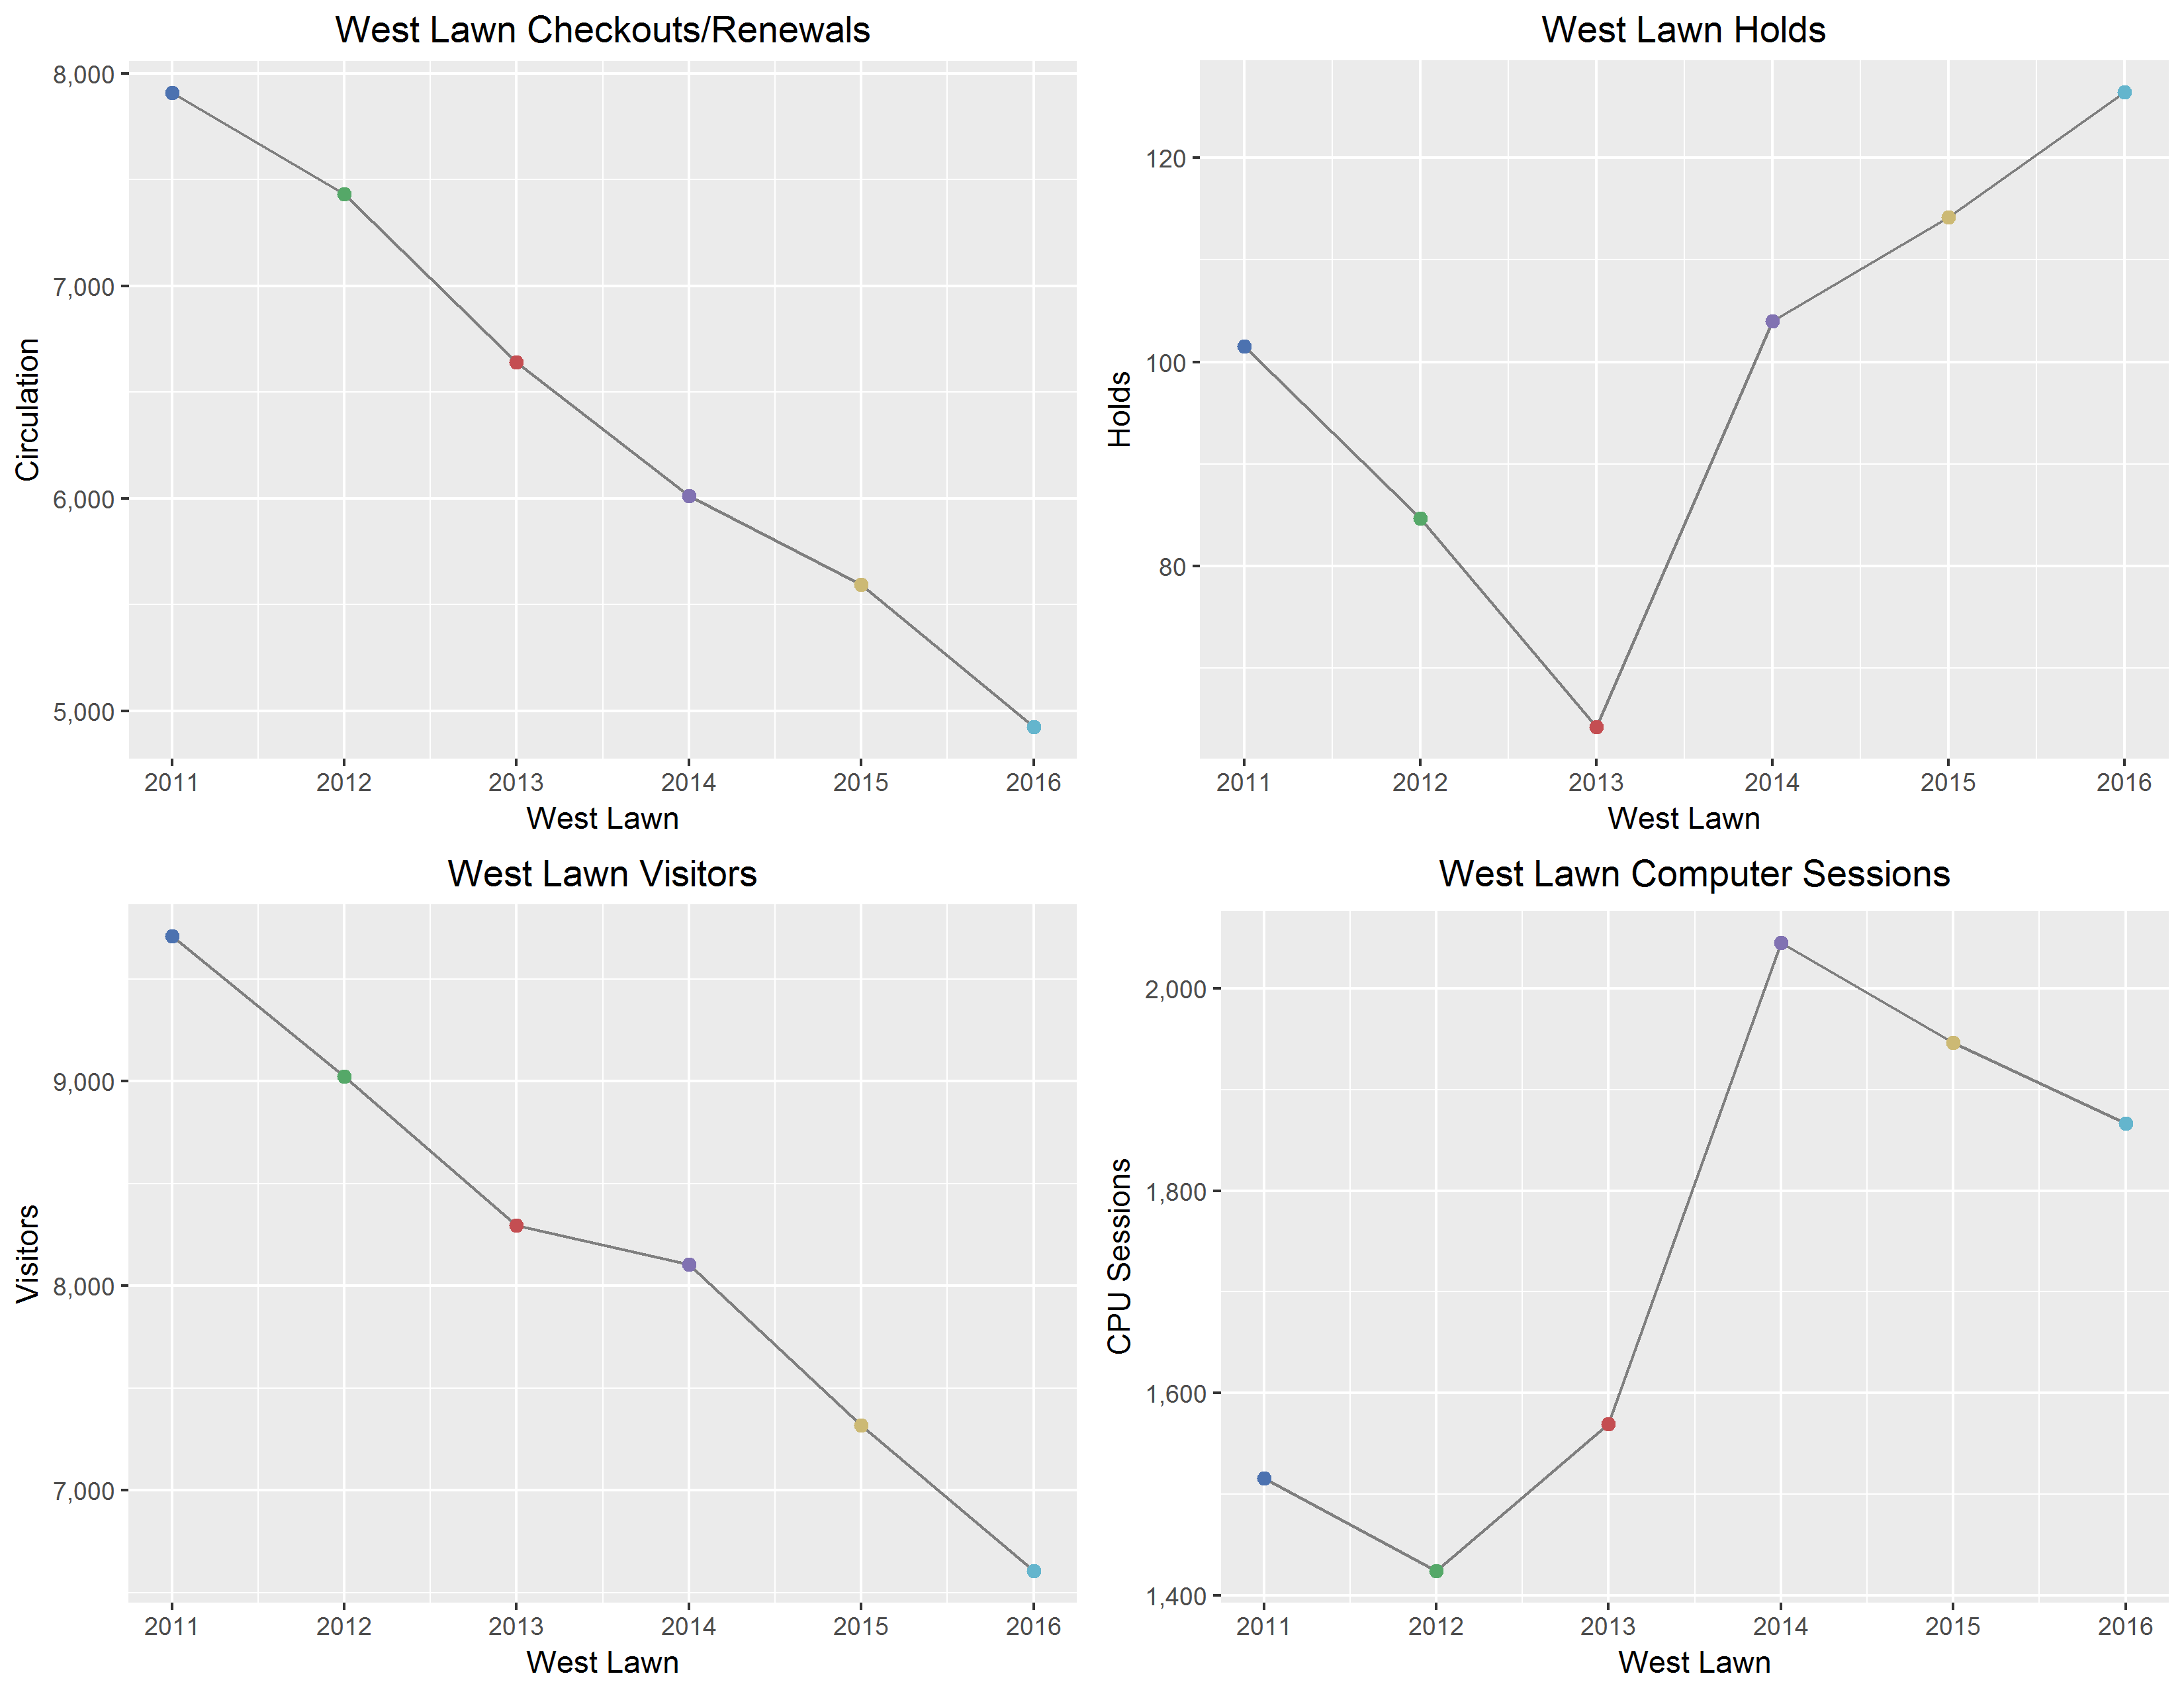 West Lawn Checkouts/Renewals
8,000
7,000
6,000
5,000
Circulation
2011 2012 2013 2014 2015 2016
West Lawn
West Lawn Holds
120
100
80
Holds
2011 2012 2013 2014 2015 2016
West Lawn
West Lawn Visitors
9,000
8,000
7,000
Visitors
2011 2012 2013 2014 2015 2016
West Lawn
West Lawn Computer Sessions
2,000
1,800
1,600
1,400
CPU Sessions
2011 2012 2013 2014 2015 2016
West Lawn